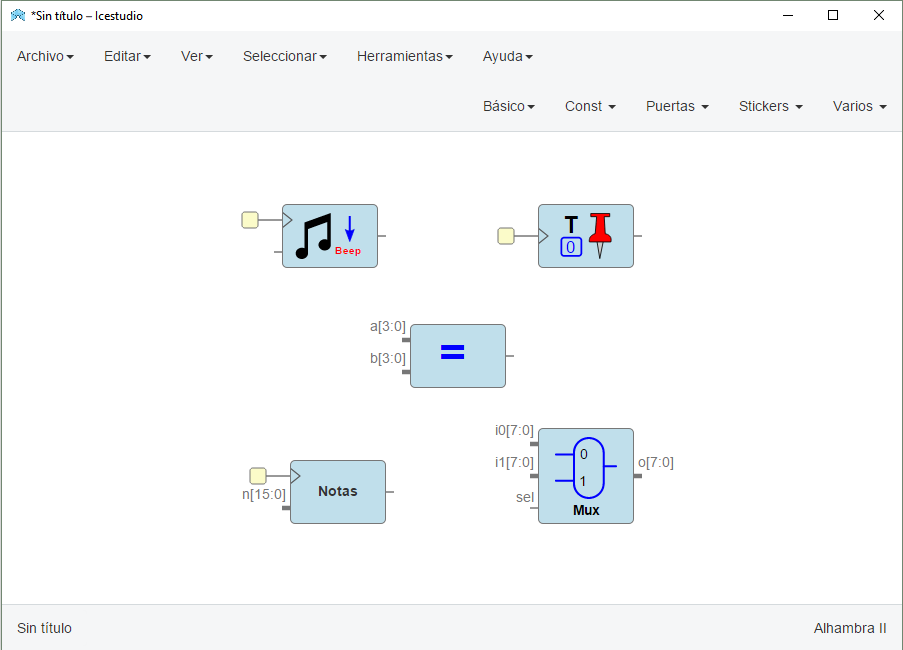 *Sin título – Icestudio
Archivo Editar Ver Seleccionar Herramientas Ayuda
Básico Const Puertas Stickers Varios
Beep
T
0
a[3:0]
b[3:0]
=
i0[7:0]
i1[7:0]
sel
0
1
Mux
o[7:0]
n[15:0]
Notas
Sin título
Alhambra II